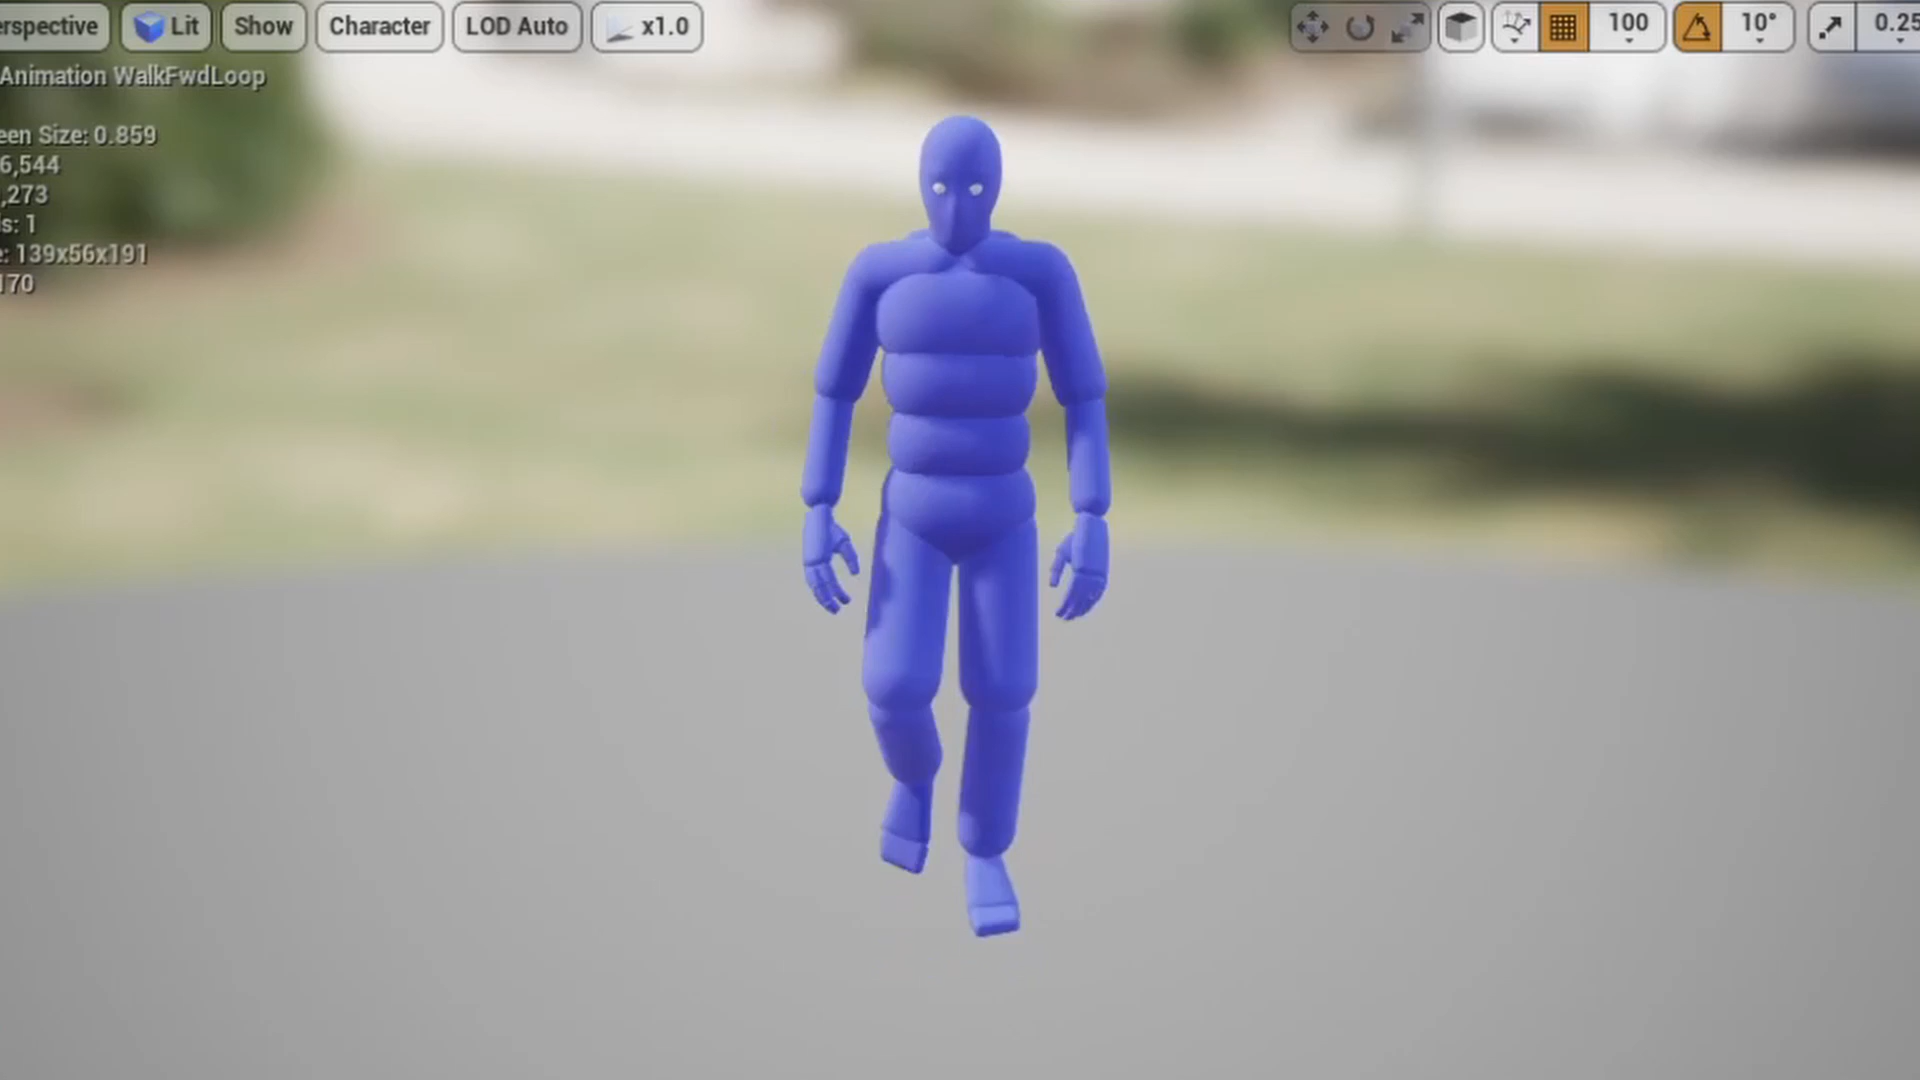 erspective Lit Show Character LOD Auto x1.0 100 10° 0.25
Animation WalkFwdLoop
een Size: 0.859
6,544
,273
s: 1
e: 139x56x191
170